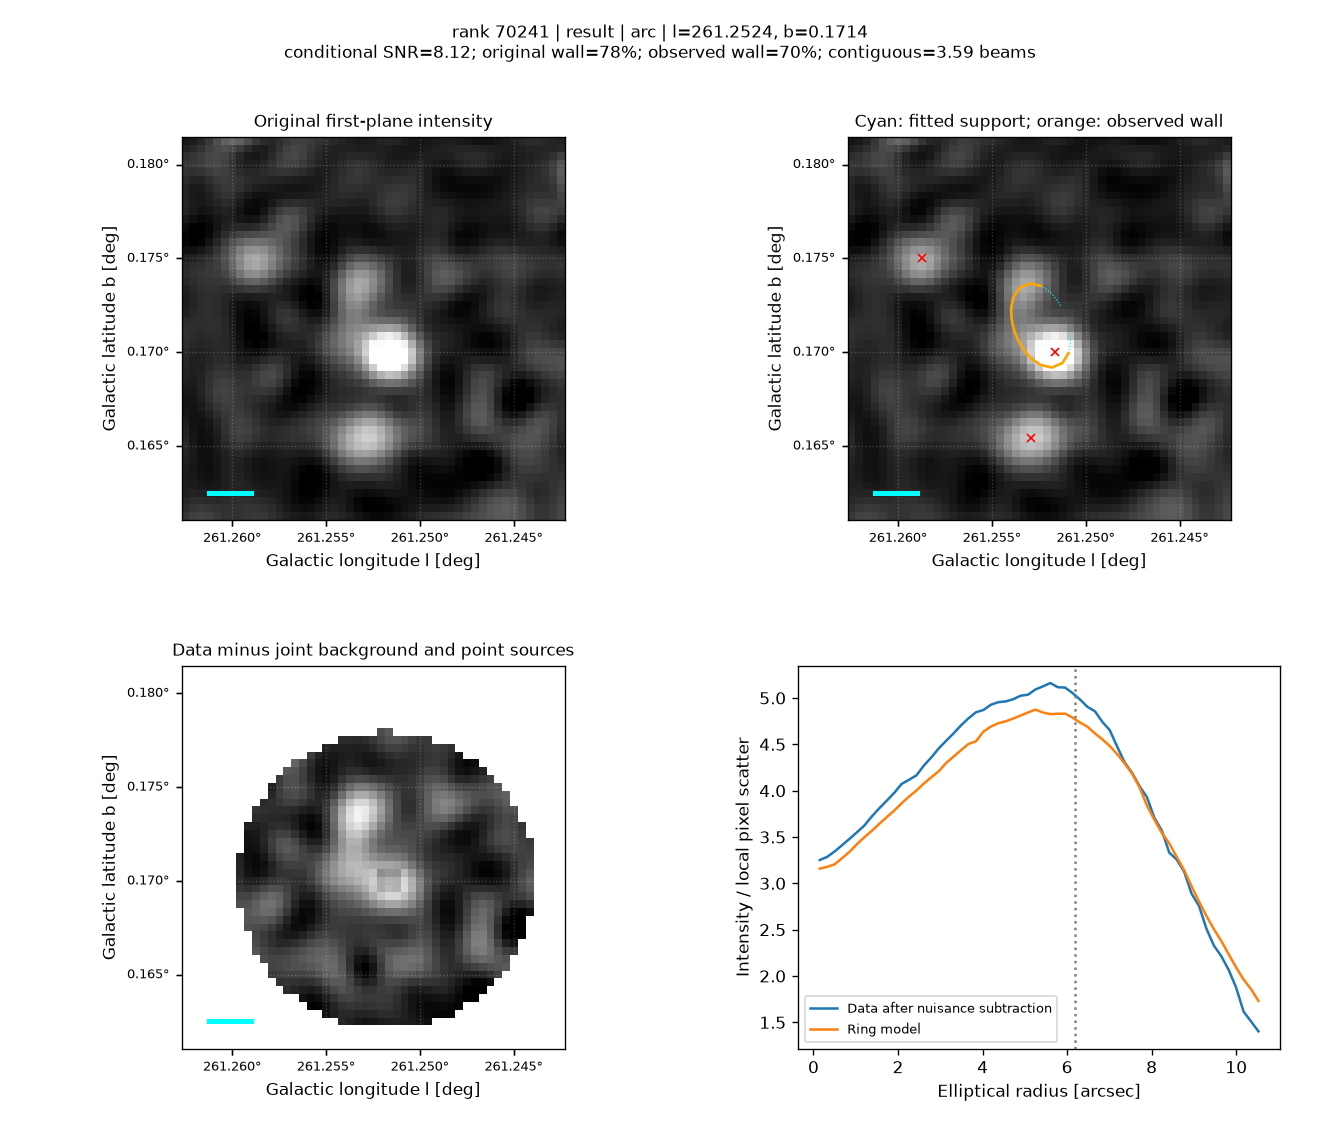 rank 70241 | result | arc | l=261.2524, b=0.1714
conditional SNR=8.12; original wall=78%; observed wall=70%; contiguous=3.59 beams
Original first-plane intensity
0.180°
0.175°
0.170°
0.165°
Galactic latitude b [deg]
261.260°
261.255°
261.250°
261.245°
Galactic longitude l [deg]
Cyan: fitted support; orange: observed wall
0.180°
0.175°
0.170°
0.165°
Galactic latitude b [deg]
261.260°
261.255°
261.250°
261.245°
Galactic longitude l [deg]
Data minus joint background and point sources
0.180°
0.175°
0.170°
0.165°
Galactic latitude b [deg]
261.260°
261.255°
261.250°
261.245°
Galactic longitude l [deg]
5.0
4.5
4.0
3.5
3.0
2.5
2.0
1.5
Intensity / local pixel scatter
Data after nuisance subtraction
Ring model
0
2
4
6
8
10
Elliptical radius [arcsec]